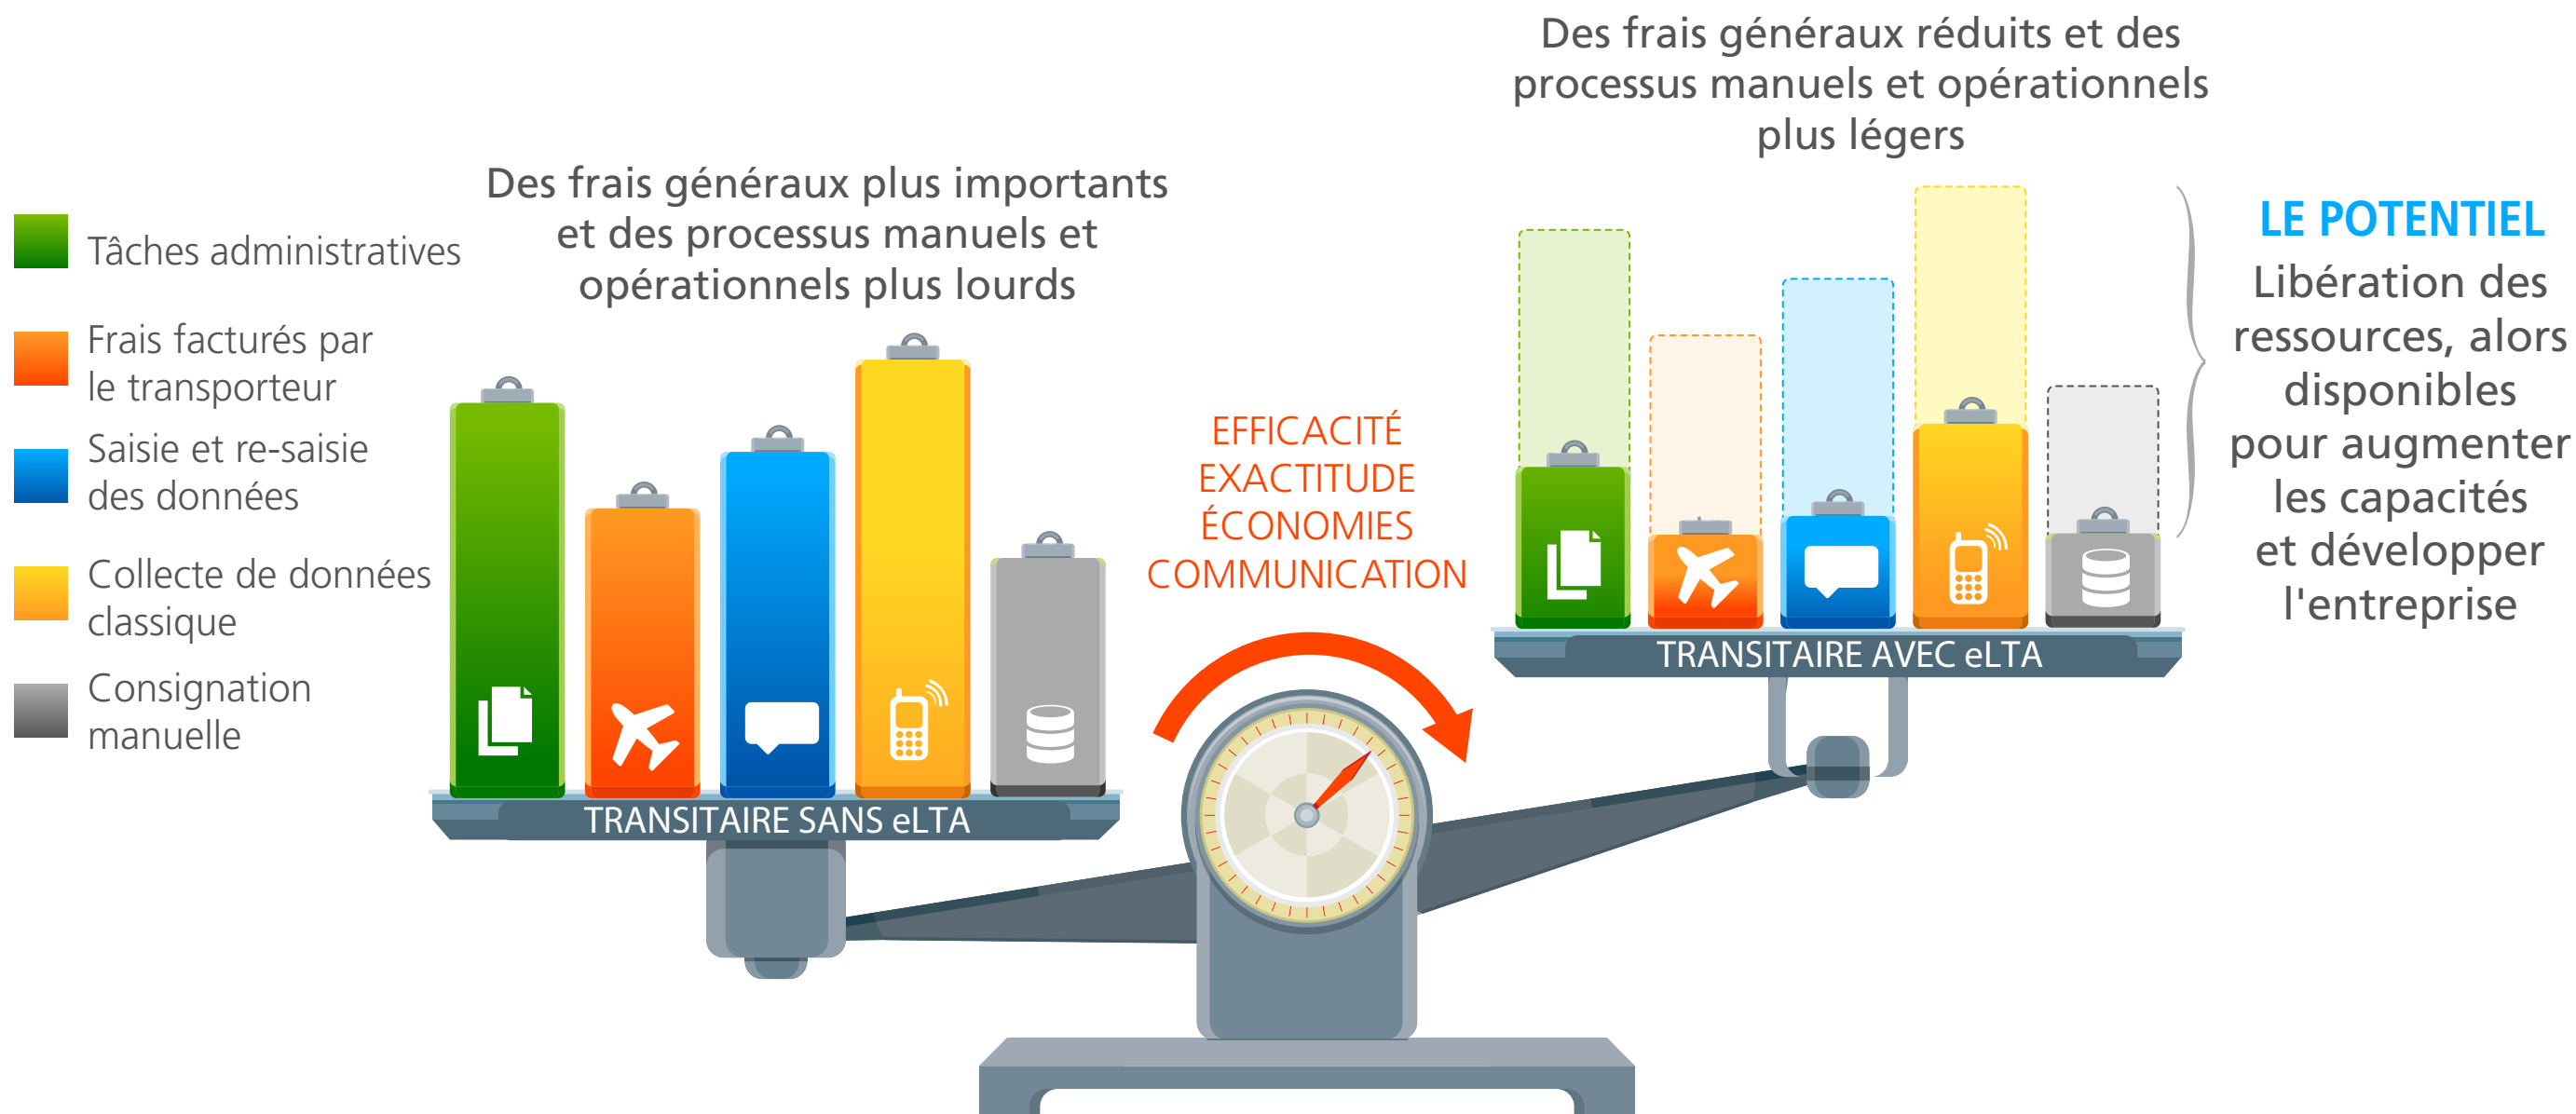 Des frais généraux réduits et des
processus manuels et opérationnels
plus légers
Des frais généraux plus importants
et des processus manuels et
opérationnels plus lourds
Tâches administratives
Frais facturés par
le transporteur
Saisie et re-saisie
des données
Collecte de données
classique
Consignation
manuelle
EFFICACITÉ
EXACTITUDE
ÉCONOMIES
COMMUNICATION
LE POTENTIEL
Libération des
ressources, alors
disponibles
pour augmenter
les capacités
et développer
l'entreprise
TRANSITAIRE AVEC eLTA
TRANSITAIRE SANS eLTA